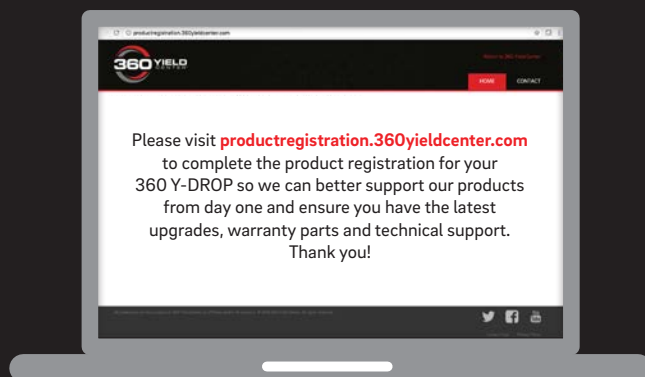 productregistration.360yieldcenter.com
360 YIELD
CENTER
HOME CONTACT
Please visit productregistration.360yieldcenter.com
to complete the product registration for your
360 Y-DROP so we can better support our products
from day one and ensure you have the latest
upgrades, warranty parts and technical support.
Thank you!